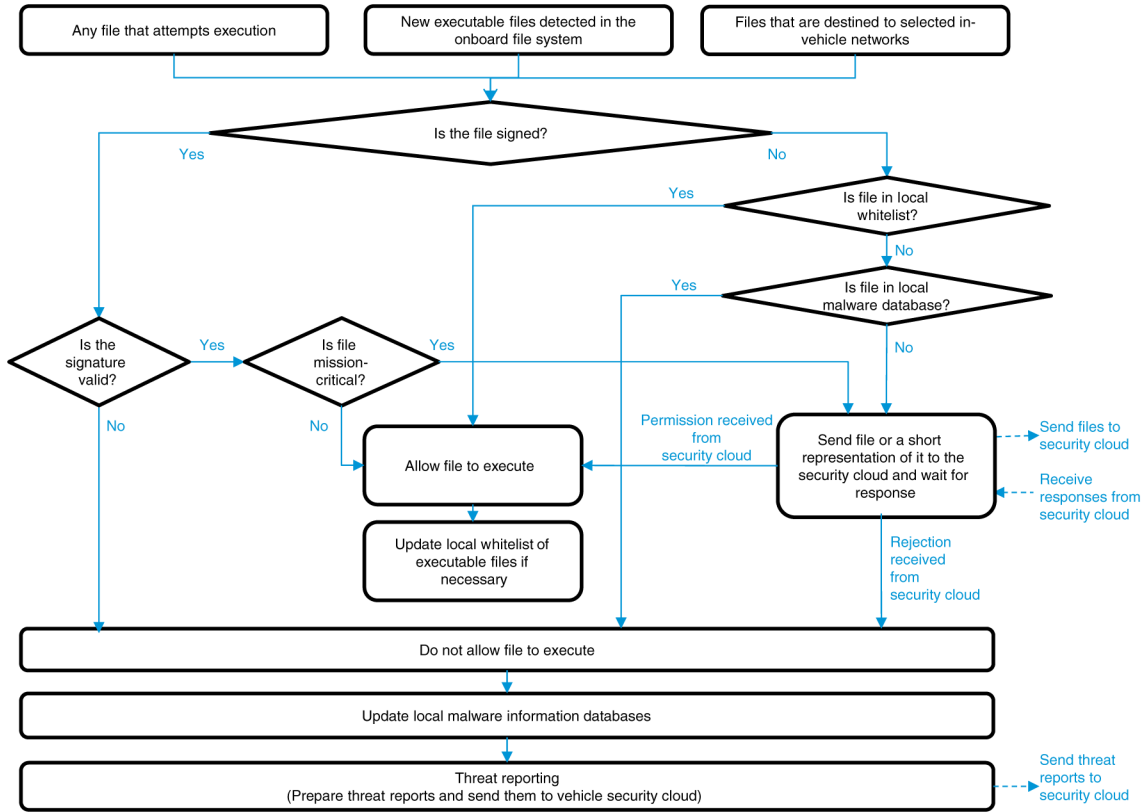 Any file that attempts execution
New executable files detected in the
onboard file system
Files that are destined to selected in-
vehicle networks
Is the file signed?
Yes
No
Is file in local
whitelist?
Yes
No
Is file in local
malware database?
Yes
No
Is the
signature
valid?
Yes
No
Is file
mission-
critical?
Yes
No
Allow file to execute
Permission received
from
security cloud
Send file or a short
representation of it to the
security cloud and wait for
response
Send files to
security cloud
Receive
responses from
security cloud
Update local whitelist of
executable files if
necessary
Rejection
received
from
security cloud
Do not allow file to execute
Update local malware information databases
Threat reporting
(Prepare threat reports and send them to vehicle security cloud)
Send threat
reports to
security cloud